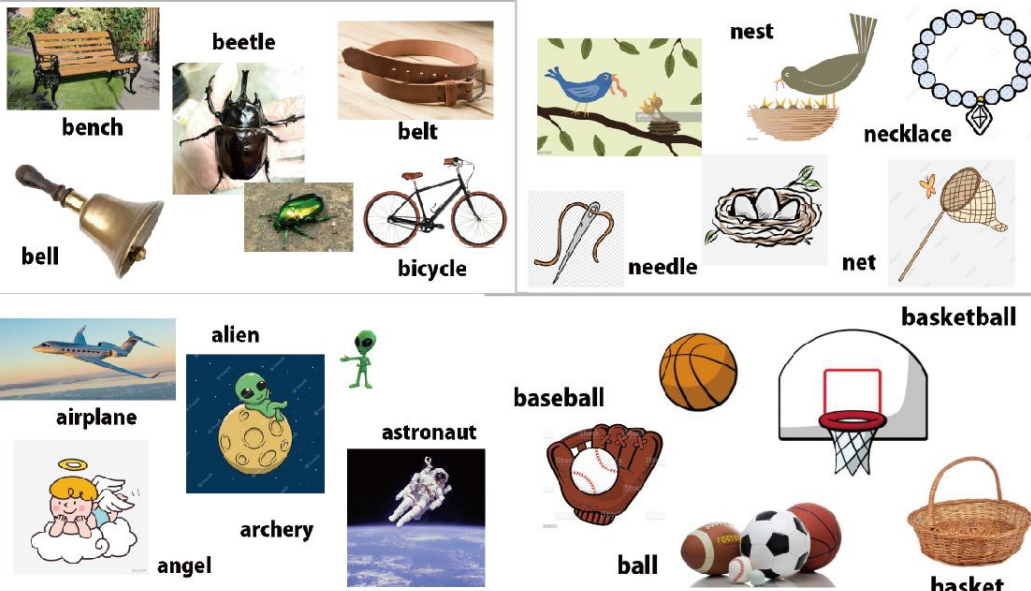 beetle
bench
belt
bell
bicycle
nest
necklace
needle
net
alien
airplane
astronaut
archery
angel
basketball
baseball
ball
basket